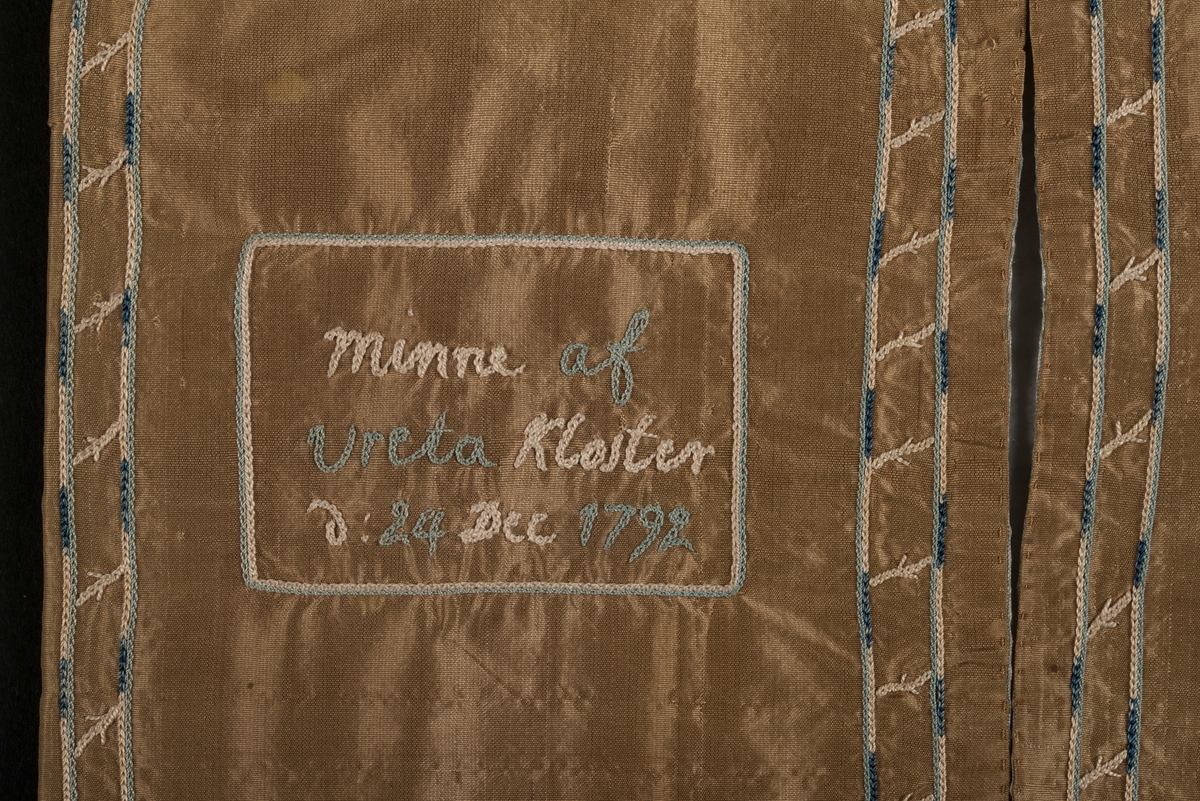 Minne af
Vreta Kloster
D: 24 Dec 1792